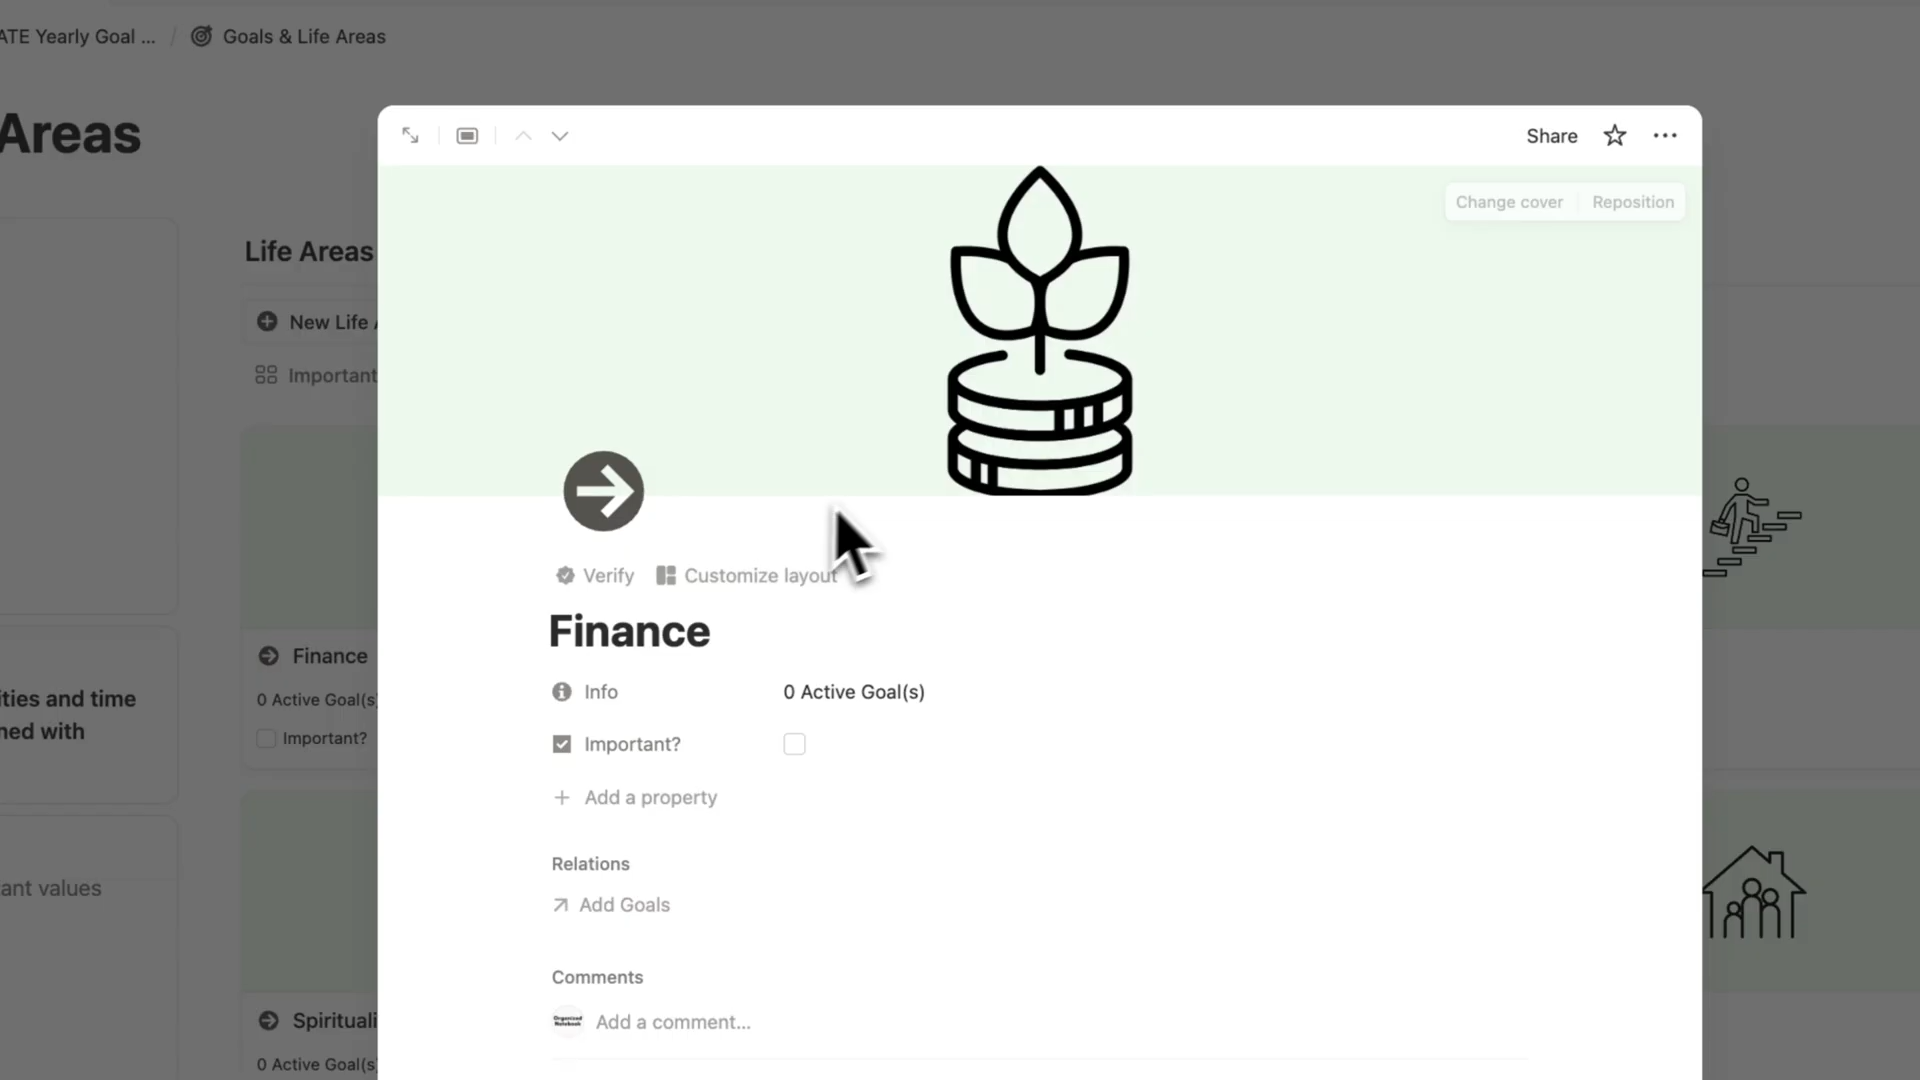 ATE Yearly Goal ... / Goals & Life Areas
Areas
Share
Change cover
Reposition
Life Areas
New Life
Important
Verify
Customize layout
Finance
Info
0 Active Goal(s)
Important?
Add a property
Relations
Add Goals
Comments
Organized
Notebook
Add a comment...
Finance
0 Active Goal(s)
Important?
ities and time
ned with
ant values
Spirituali
0 Active Goal(s)